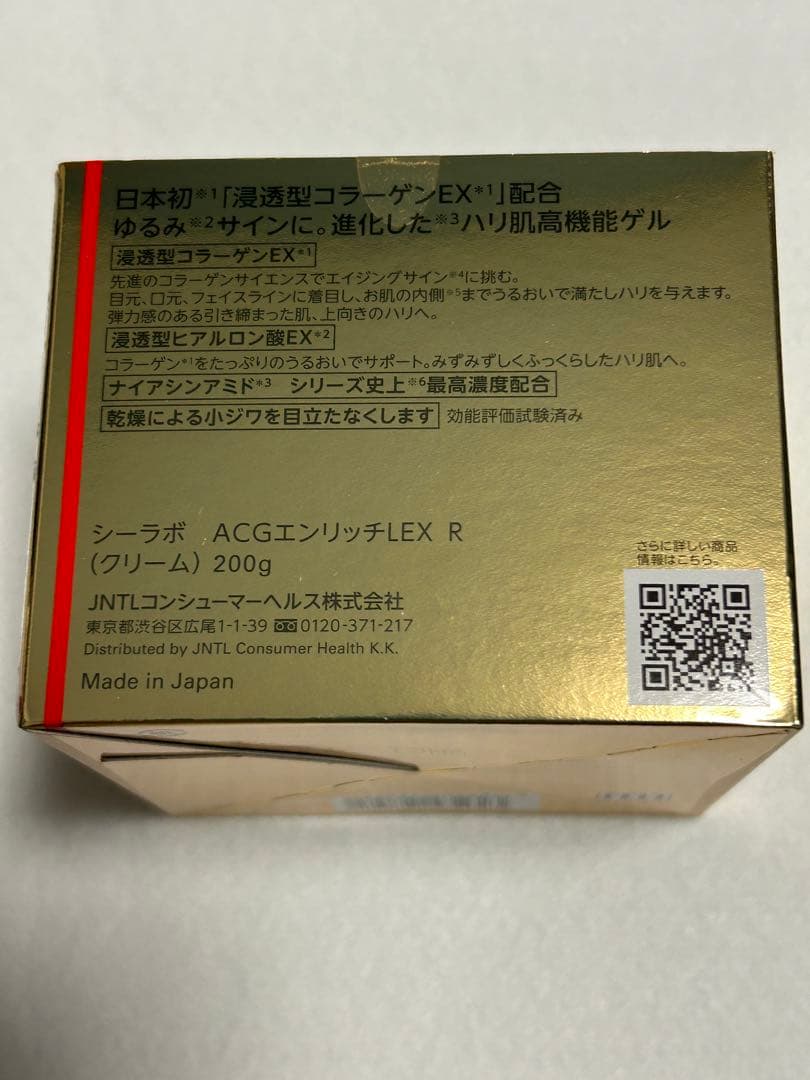 日本初※1「浸透型コラーゲンEX*1」配合
ゆるみ※2サインに。進化した※3ハリ肌高機能ゲル
浸透型コラーゲンEX*1
先進のコラーゲンサイエンスでエイジングサイン※4に挑む。
目元、口元、フェイスラインに着目し、お肌の内側※5までうるおいで満たしハリを与えます。
弾力感のある引き締まった肌、上向きのハリへ。
浸透型ヒアルロン酸EX*2
コラーゲン*1をたっぷりのうるおいでサポート。みずみずしくふっくらしたハリ肌へ。
ナイアシンアミド*3 シリーズ史上※6最高濃度配合
乾燥による小ジワを目立たなくします 効能評価試験済み
シーラボ ACGエンリッチLEX R
(クリーム) 200g
さらに詳しい商品
情報はこちら。
JNTLコンシューマーヘルス株式会社
東京都渋谷区広尾1-1-39 0120-371-217
Distributed by JNTL Consumer Health K.K.
Made in Japan